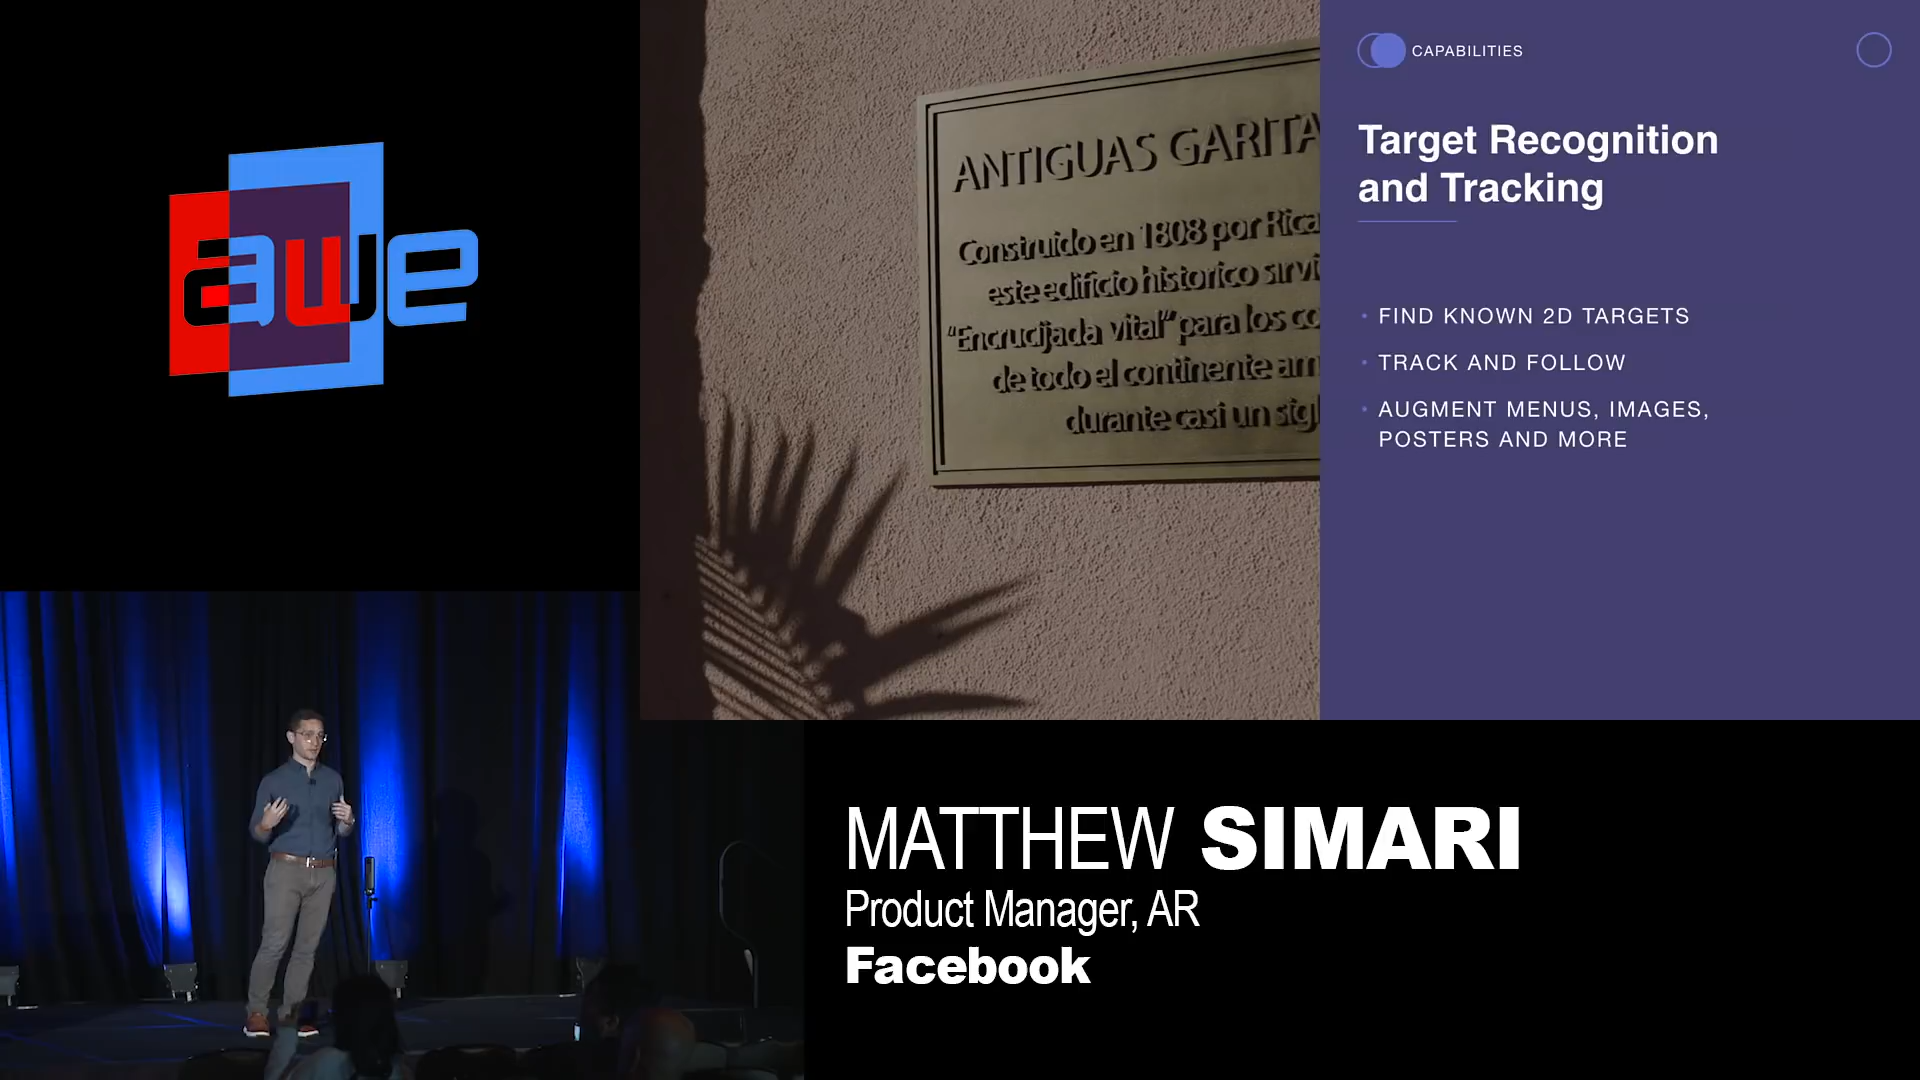 awe
ANTIGUAS GARITA
Construido en 1808 por Rica
este edificio historico sirvi
“Encrucijada vital” para los co
de todo el continente am
durante casi un sigl
CAPABILITIES
Target Recognition
and Tracking
• FIND KNOWN 2D TARGETS
• TRACK AND FOLLOW
• AUGMENT MENUS, IMAGES,
POSTERS AND MORE
MATTHEW SIMARI
Product Manager, AR
Facebook